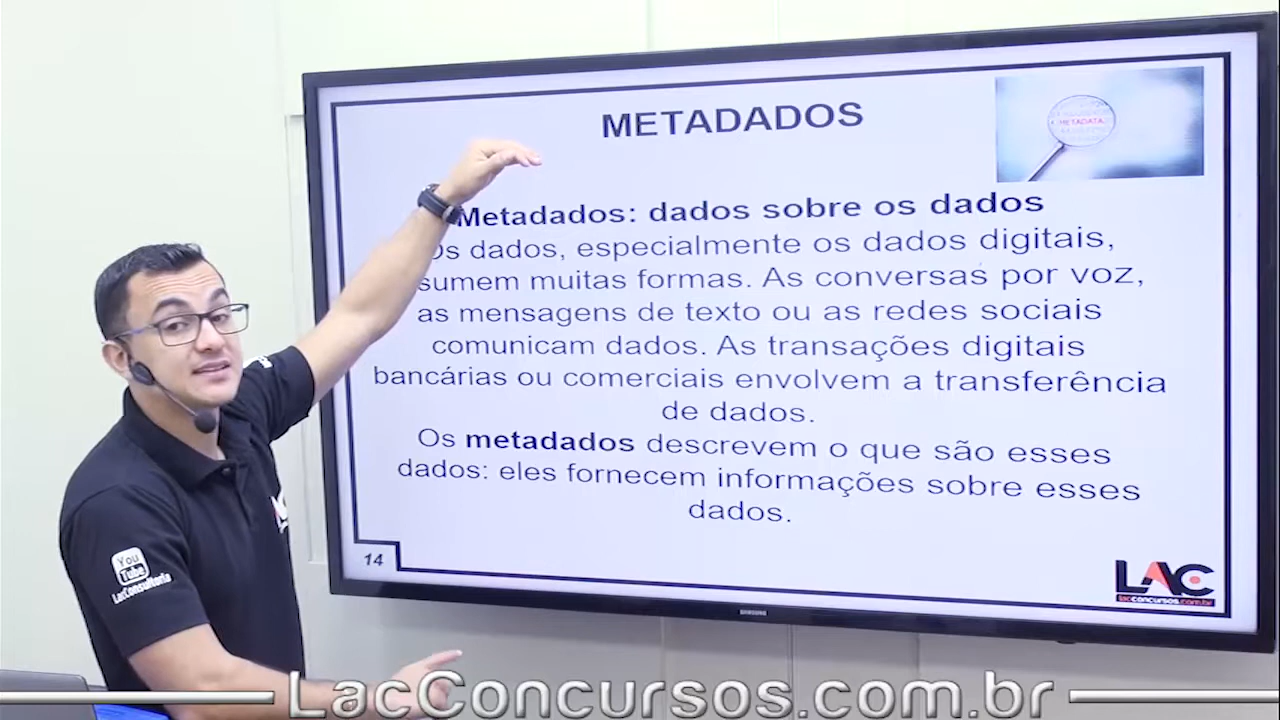 METADADOS
METADATA
Metadados: dados sobre os dados
os dados, especialmente os dados digitais,
sumem muitas formas. As conversas por voz,
as mensagens de texto ou as redes sociais
comunicam dados. As transações digitais
bancárias ou comerciais envolvem a transferência
de dados.
Os metadados descrevem o que são esses
dados: eles fornecem informações sobre esses
dados.
14
LAC
lacconcursos.com.br
SAMSUNG
You
Tube
LacConsultoria
LacConcursos.com.br